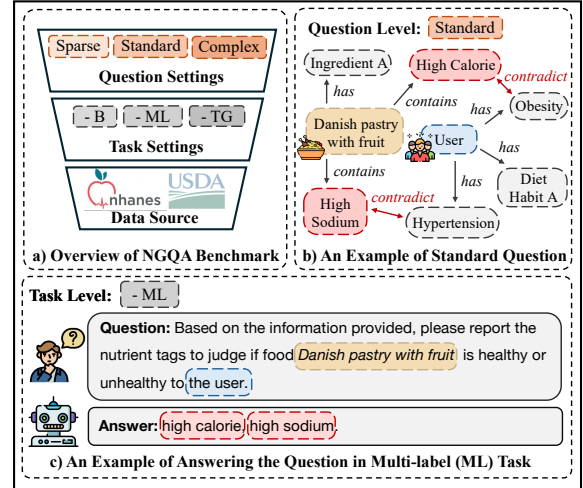 Sparse Standard Complex
Question Settings
- B - ML - TG
Task Settings
nhanes USDA
Data Source
a) Overview of NGQA Benchmark
Question Level: Standard
Ingredient A
High Calorie
has
contradict
contains
has
Obesity
Danish pastry
with fruit
User
contains
has
has
Diet
Habit A
High
Sodium
contradict
Hypertension
b) An Example of Standard Question
Task Level: - ML
Question: Based on the information provided, please report the
nutrient tags to judge if food Danish pastry with fruit is healthy or
unhealthy to the user.
Answer: high calorie, high sodium.
c) An Example of Answering the Question in Multi-label (ML) Task